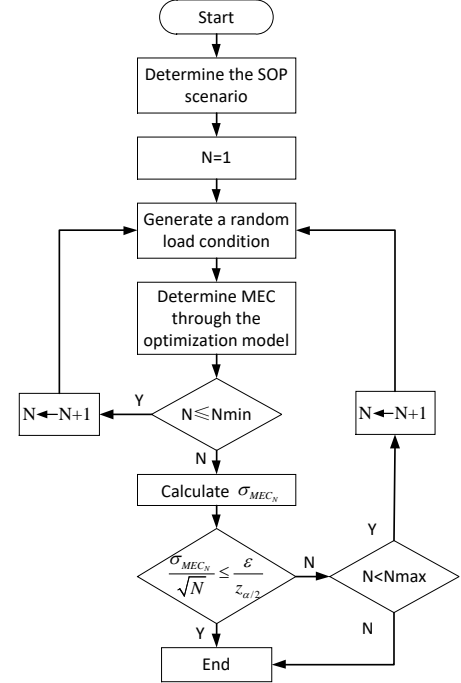 Start
Determine the SOP
scenario
N=1
Generate a random
load condition
Determine MEC
through the
optimization model
Y
N←N+1
N≤Nmin
N←N+1
N
Calculate σ_{MEC_N}
Y
σ_{MEC_N}/√N ≤ ε/z_{α/2}
N
N<Nmax
Y
N
End